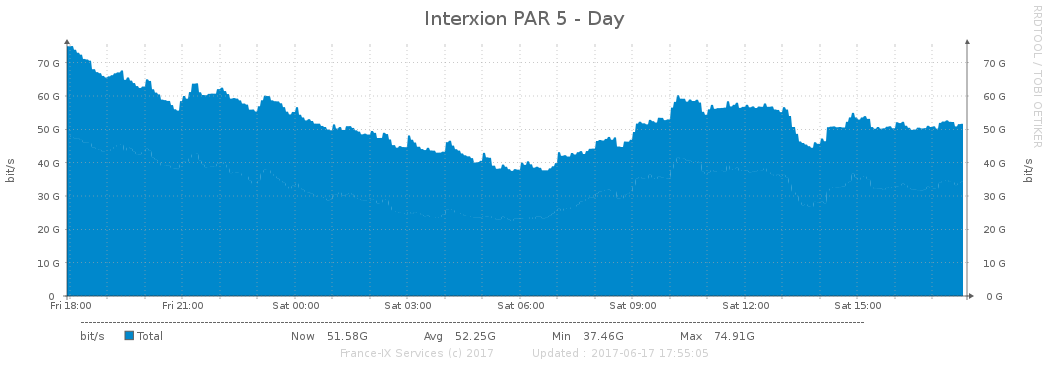 Interxion PAR 5 - Day
RRDTOOL / TOBI OETIKER
bit/s
70 G 70 G
60 G 60 G
50 G 50 G
40 G 40 G
30 G 30 G
20 G 20 G
10 G 10 G
0 0 G
bit/s
Fri 18:00 Fri 21:00 Sat 00:00 Sat 03:00 Sat 06:00 Sat 09:00 Sat 12:00 Sat 15:00
bit/s Total Now 51.58G Avg 52.25G Min 37.46G Max 74.91G
France-IX Services (c) 2017 Updated : 2017-06-17 17:55:05